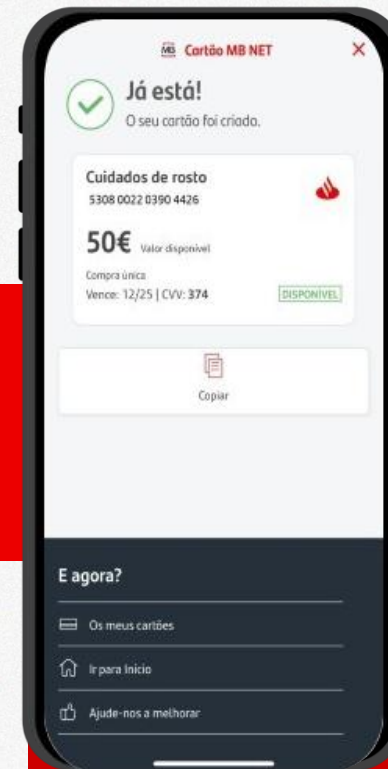 MB Cartão MB NET
Já está!
O seu cartão foi criado.
Cuidados de rosto
5308 0022 0390 4426
50€ Valor disponível
Compra única
Vence: 12/25 | CVV: 374
DISPONÍVEL
Copiar
E agora?
Os meus cartões
Ir para Início
Ajude-nos a melhorar